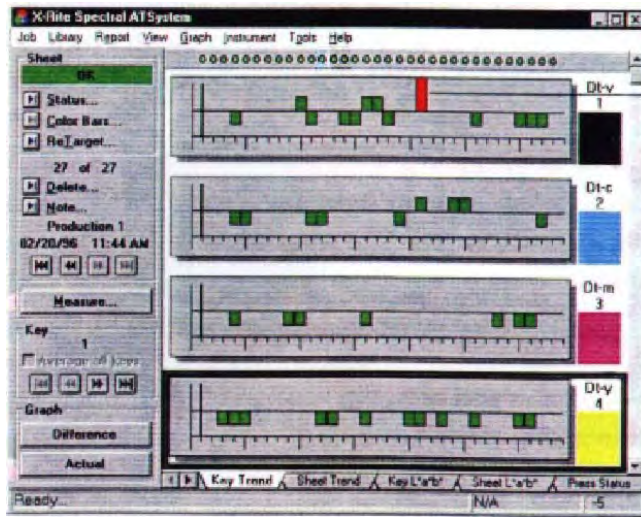 X-Rite Spectral ATSystem
Job Library Report View Graph Instrument Tools Help
Sheet
OK
Status...
Color Bars...
ReTarget...
27 of 27
Delete...
Note...
Production 1
02/20/96 11:44 AM
Measure...
Key
1
Average all keys
Graph
Difference
Actual
Dt-v
1
Dt-c
2
Dt-m
3
Dt-y
4
Key Trend
Sheet Trend
Key L*a*b*
Sheet L*a*b*
Press Status
Ready...
N/A
-5